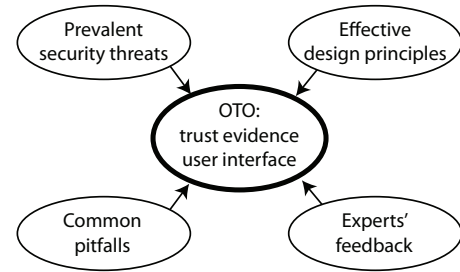 Prevalent
security threats
Effective
design principles
OTO:
trust evidence
user interface
Common
pitfalls
Experts'
feedback